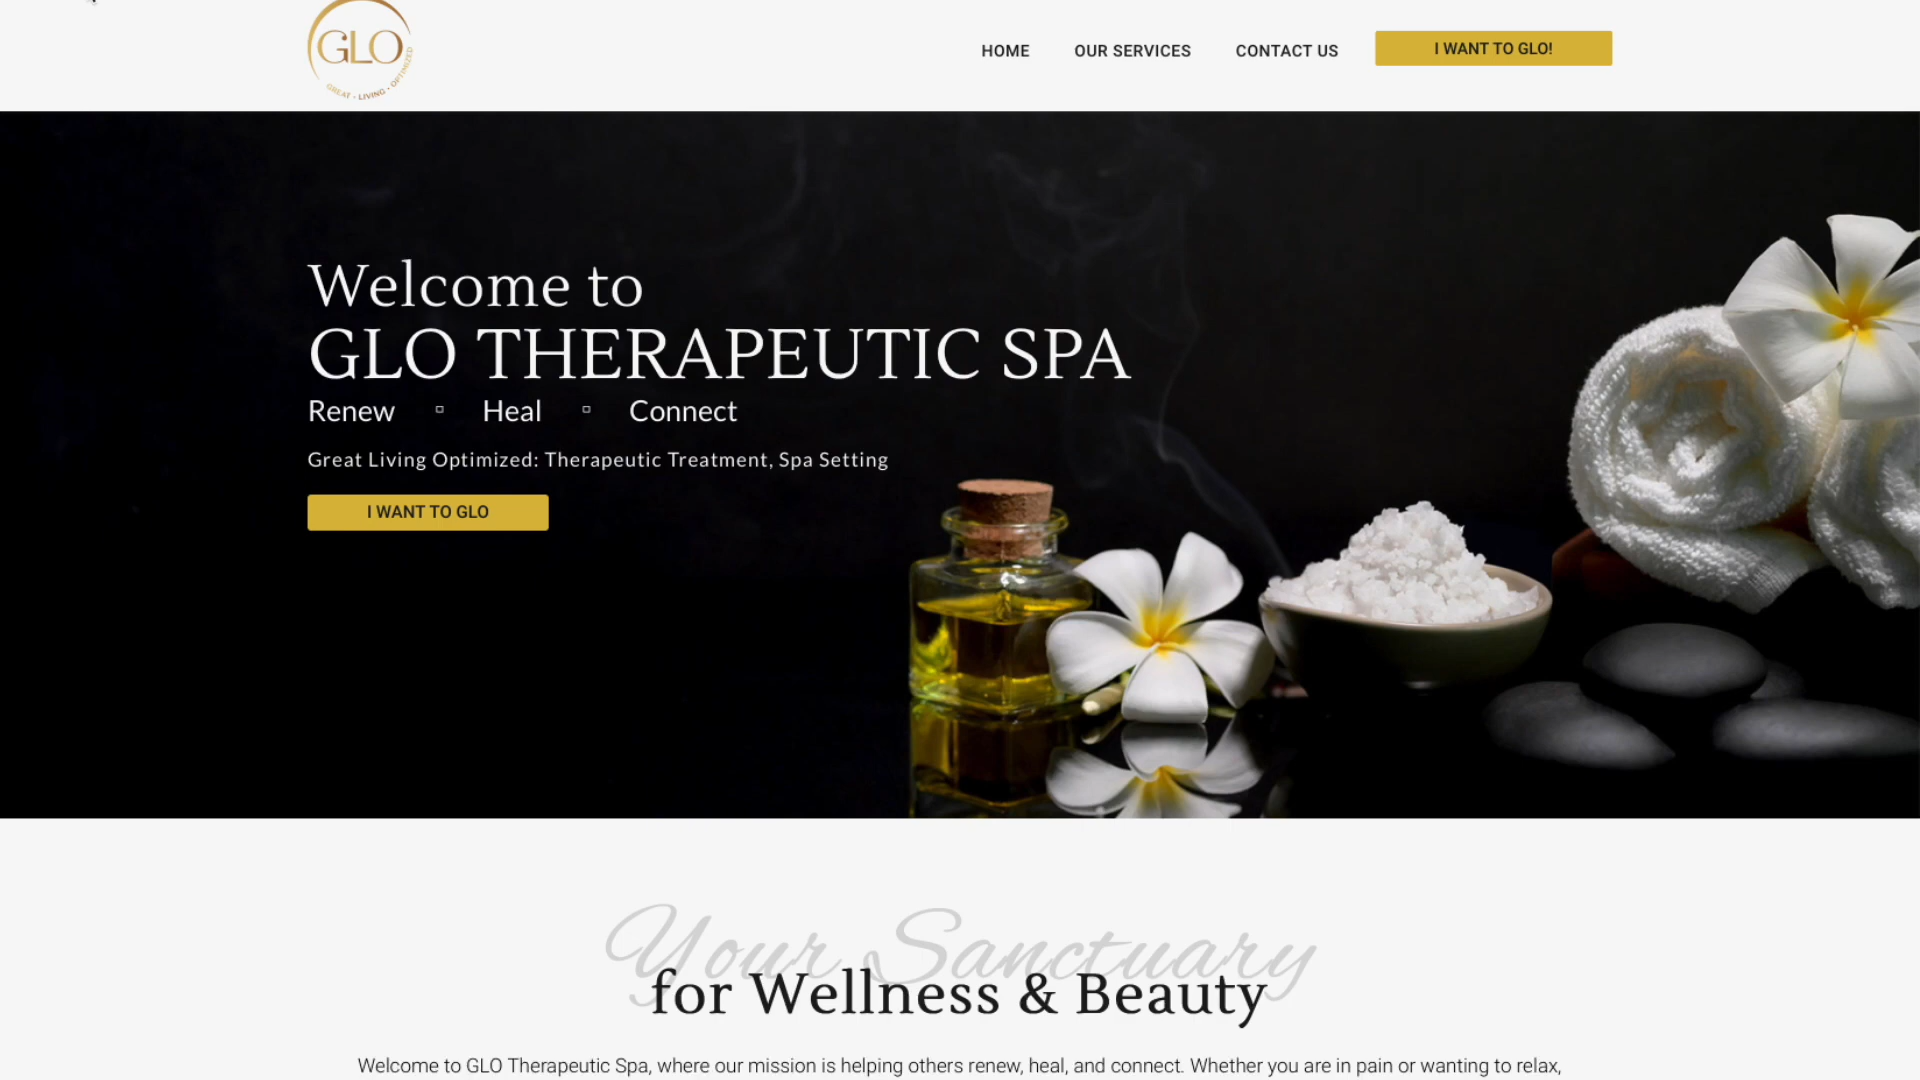 GLO
GREAT - LIVING - OPTIMIZED
HOME
OUR SERVICES
CONTACT US
I WANT TO GLO!
Welcome to
GLO THERAPEUTIC SPA
Renew ▫ Heal ▫ Connect
Great Living Optimized: Therapeutic Treatment, Spa Setting
I WANT TO GLO
Your Sanctuary
for Wellness & Beauty
Welcome to GLO Therapeutic Spa, where our mission is helping others renew, heal, and connect. Whether you are in pain or wanting to relax,